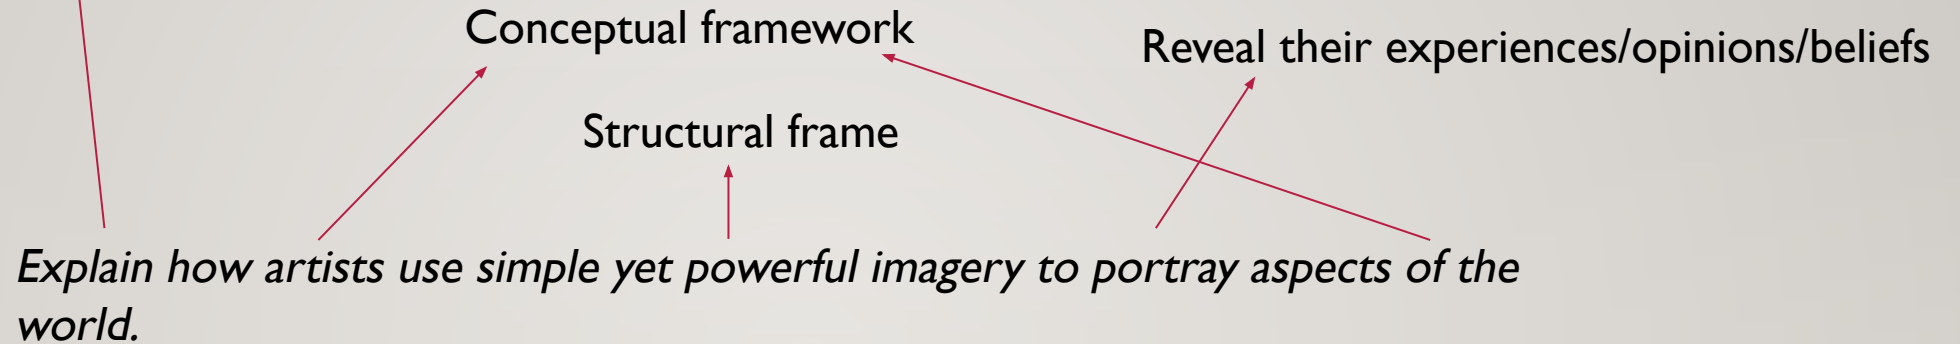 Conceptual framework
Reveal their experiences/opinions/beliefs
Structural frame
Explain how artists use simple yet powerful imagery to portray aspects of the
world.